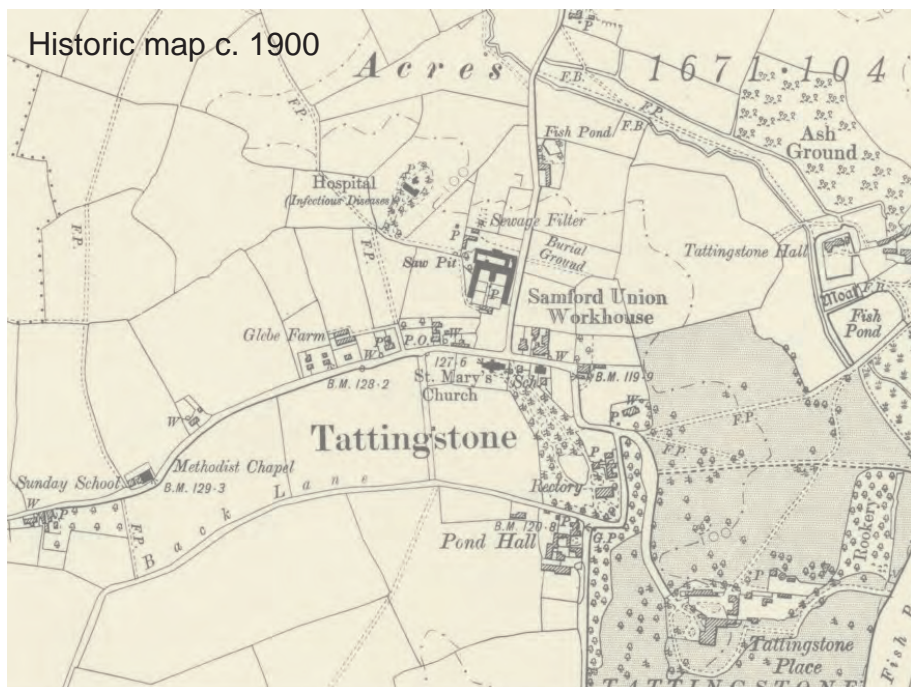 Historic map c. 1900
Acres
1671·104
F.P.
F.B.
F.P.
F.B
Fish Pond
Ash
Ground
Hospital
(Infectious Diseases)
P
F.P.
Sewage Filter
P
Burial
Ground
Saw Pit
P
Tattingstone Hall
Samford Union
Workhouse
Moat
F.B.
Fish
Pond
Glebe Farm
F.P.
P
P.O.
W
W
W
127·6
B.M. 128·2
St. Mary's
Church
Sch.
B.M. 119·9
W
P
W
Tattingstone
F.P.
F.P.
Methodist Chapel
Sunday School
B.M. 129·3
W
P
F.P.
Back Lane
P
Rectory
B.M. 120·8
P
G.P.
Pond Hall
Rookery
P
Tattingstone
Place
TATTINGSTONE
Fish P